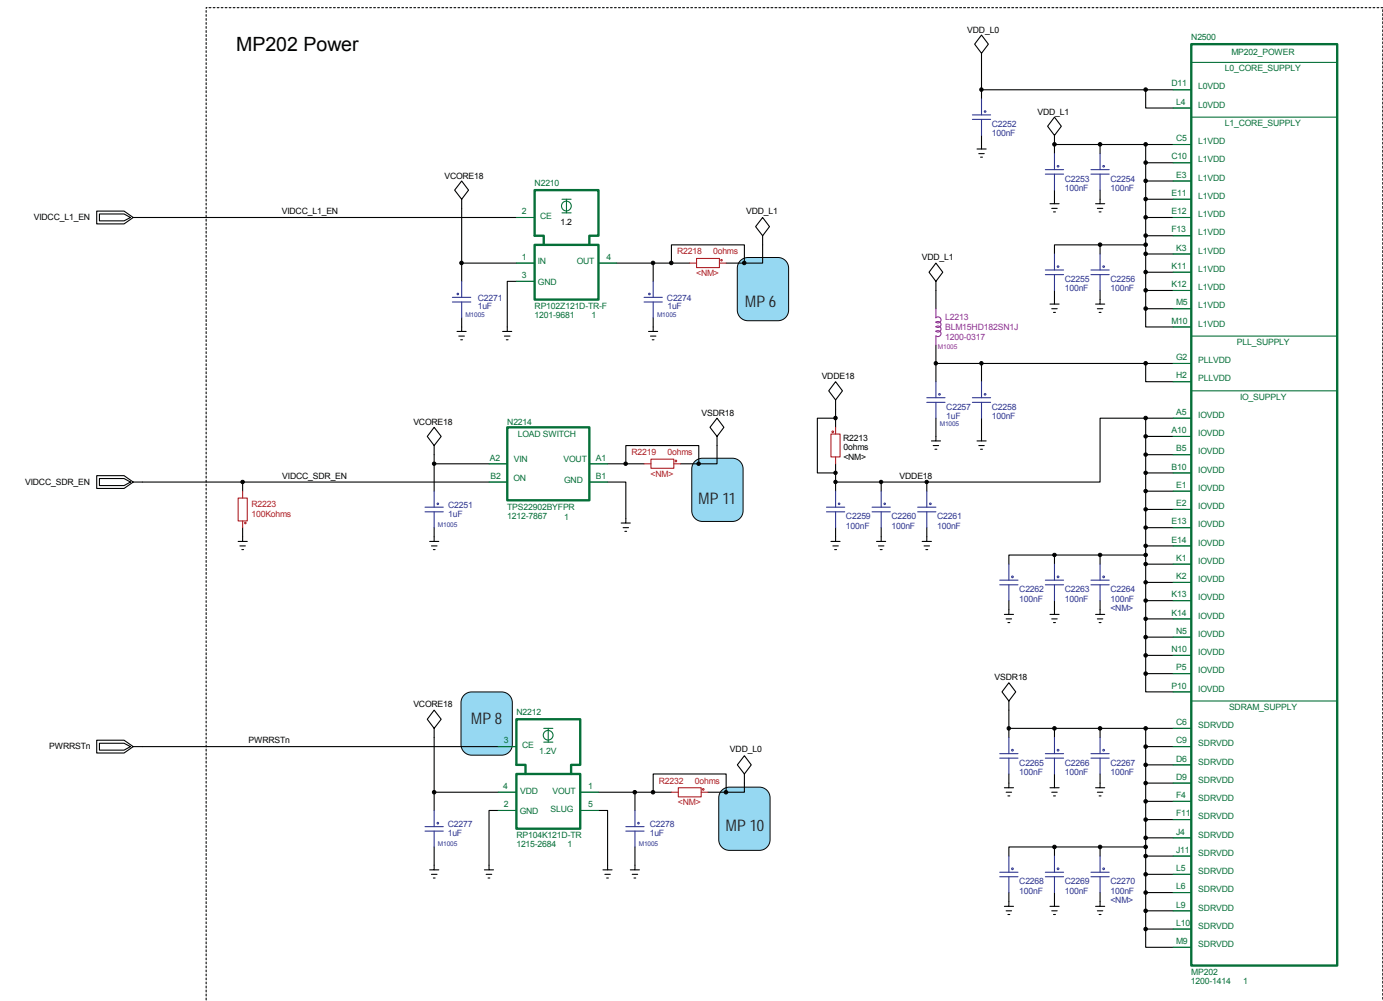 MP202 Power
VIDCC_L1_EN
VIDCC_L1_EN
VCORE18
N2210
2
CE
1.2
1
IN
OUT
4
3
GND
RP102Z121D-TR-F
1201-9681 1
C2271
1uF
M1005
C2274
1uF
M1005
R2218 0ohms
<NM>
VDD_L1
MP 6
VIDCC_SDR_EN
VIDCC_SDR_EN
R2223
100Kohms
VCORE18
C2251
1uF
M1005
N2214
LOAD SWITCH
A2
VIN
VOUT
A1
B2
ON
GND
B1
TPS22902BYFPR
1212-7867 1
R2219 0ohms
<NM>
VSDR18
MP 11
PWRRSTn
PWRRSTn
VCORE18
MP 8
N2212
3
CE
1.2V
4
VDD
VOUT
1
2
GND
SLUG
5
RP104K121D-TR
1215-2684 1
C2277
1uF
M1005
C2278
1uF
M1005
R2232 0ohms
<NM>
VDD_L0
MP 10
VDD_L0
C2252
100nF
VDD_L1
C2253
100nF
C2254
100nF
C2255
100nF
C2256
100nF
VDD_L1
L2213
BLM15HD182SN1J
1200-0317
M1005
C2257
1uF
M1005
C2258
100nF
VDDE18
R2213
0ohms
<NM>
VDDE18
C2259
100nF
C2260
100nF
C2261
100nF
C2262
100nF
C2263
100nF
C2264
100nF
<NM>
VSDR18
C2265
100nF
C2266
100nF
C2267
100nF
C2268
100nF
C2269
100nF
C2270
100nF
<NM>
N2500
MP202_POWER
L0_CORE_SUPPLY
D11 L0VDD
L4 L0VDD
L1_CORE_SUPPLY
C5 L1VDD
C10 L1VDD
E3 L1VDD
E11 L1VDD
E12 L1VDD
F13 L1VDD
K3 L1VDD
K11 L1VDD
K12 L1VDD
M5 L1VDD
M10 L1VDD
PLL_SUPPLY
G2 PLLVDD
H2 PLLVDD
IO_SUPPLY
A5 IOVDD
A10 IOVDD
B5 IOVDD
B10 IOVDD
E1 IOVDD
E2 IOVDD
E13 IOVDD
E14 IOVDD
K1 IOVDD
K2 IOVDD
K13 IOVDD
K14 IOVDD
N5 IOVDD
N10 IOVDD
P5 IOVDD
P10 IOVDD
SDRAM_SUPPLY
C6 SDRVDD
C9 SDRVDD
D6 SDRVDD
D9 SDRVDD
F4 SDRVDD
F11 SDRVDD
J4 SDRVDD
J11 SDRVDD
L5 SDRVDD
L6 SDRVDD
L9 SDRVDD
L10 SDRVDD
M9 SDRVDD
MP202
1200-1414 1